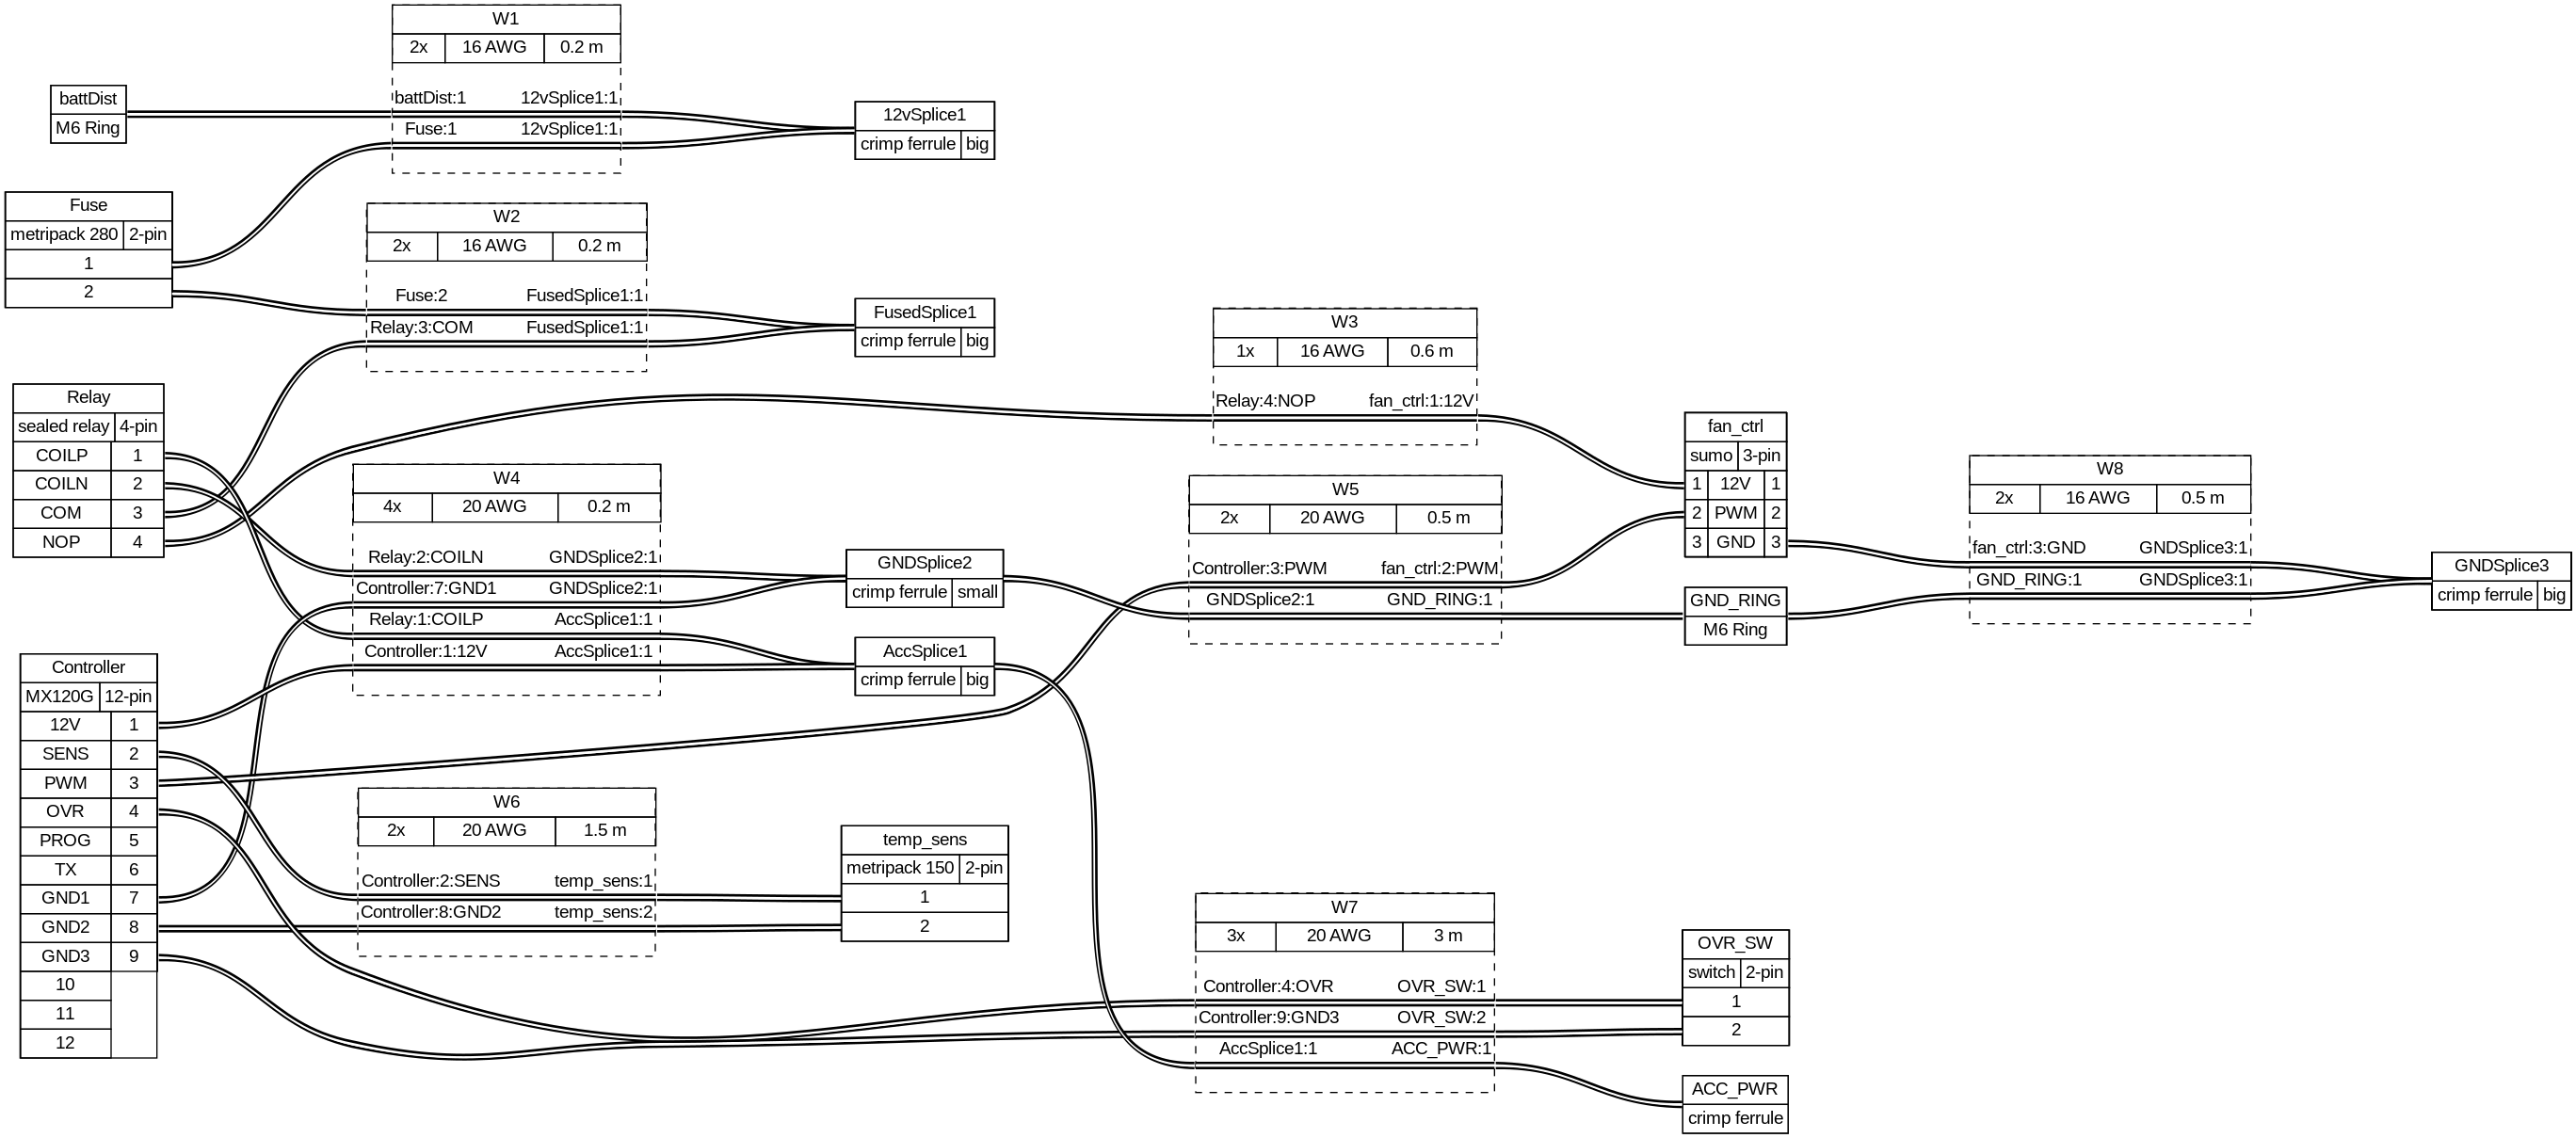 W1
2x 16 AWG 0.2 m
battDist:1 12vSplice1:1
Fuse:1 12vSplice1:1
battDist
M6 Ring
12vSplice1
crimp ferrule big
Fuse
metripack 280 2-pin
1
2
W2
2x 16 AWG 0.2 m
Fuse:2 FusedSplice1:1
Relay:3:COM FusedSplice1:1
FusedSplice1
crimp ferrule big
W3
1x 16 AWG 0.6 m
Relay:4:NOP fan_ctrl:1:12V
Relay
sealed relay 4-pin
COILP 1
COILN 2
COM 3
NOP 4
W4
4x 20 AWG 0.2 m
Relay:2:COILN GNDSplice2:1
Controller:7:GND1 GNDSplice2:1
Relay:1:COILP AccSplice1:1
Controller:1:12V AccSplice1:1
GNDSplice2
crimp ferrule small
AccSplice1
crimp ferrule big
W5
2x 20 AWG 0.5 m
Controller:3:PWM fan_ctrl:2:PWM
GNDSplice2:1 GND_RING:1
fan_ctrl
sumo 3-pin
1 12V 1
2 PWM 2
3 GND 3
GND_RING
M6 Ring
W8
2x 16 AWG 0.5 m
fan_ctrl:3:GND GNDSplice3:1
GND_RING:1 GNDSplice3:1
GNDSplice3
crimp ferrule big
Controller
MX120G 12-pin
12V 1
SENS 2
PWM 3
OVR 4
PROG 5
TX 6
GND1 7
GND2 8
GND3 9
10
11
12
W6
2x 20 AWG 1.5 m
Controller:2:SENS temp_sens:1
Controller:8:GND2 temp_sens:2
temp_sens
metripack 150 2-pin
1
2
W7
3x 20 AWG 3 m
Controller:4:OVR OVR_SW:1
Controller:9:GND3 OVR_SW:2
AccSplice1:1 ACC_PWR:1
OVR_SW
switch 2-pin
1
2
ACC_PWR
crimp ferrule